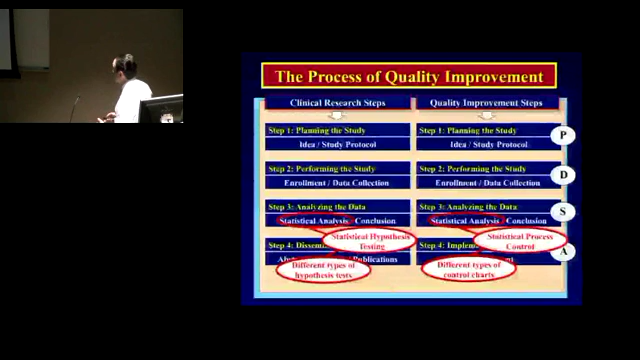 The Process of Quality Improvement
Clinical Research Steps
Quality Improvement Steps
Step 1: Planning the Study
Idea / Study Protocol
Step 1: Planning the Study
Idea / Study Protocol
P
Step 2: Performing the Study
Enrollment / Data Collection
Step 2: Performing the Study
Enrollment / Data Collection
D
Step 3: Analyzing the Data
Statistical Analysis Conclusion
Step 3: Analyzing the Data
Statistical Analysis Conclusion
S
Statistical Hypothesis
Testing
Statistical Process
Control
Step 4:
Publications
Step 4:
A
Different types of
hypothesis tests
Different types of
control charts